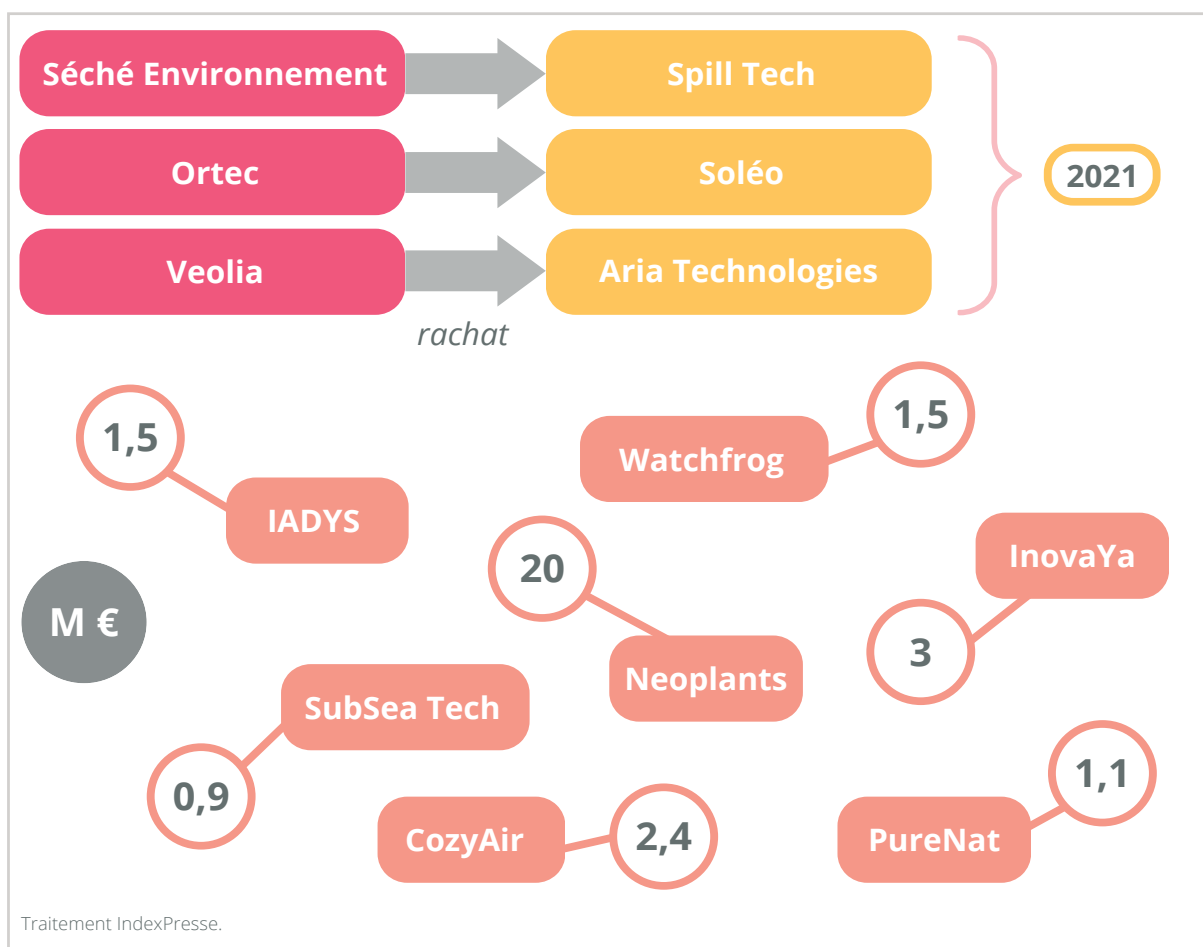 Séché Environnement
Spill Tech
Ortec
Soléo
2021
Veolia
Aria Technologies
rachat
1,5
IADYS
Watchfrog
1,5
20
Neoplants
InovaYa
3
M €
SubSea Tech
0,9
CozyAir
2,4
PureNat
1,1
Traitement IndexPresse.